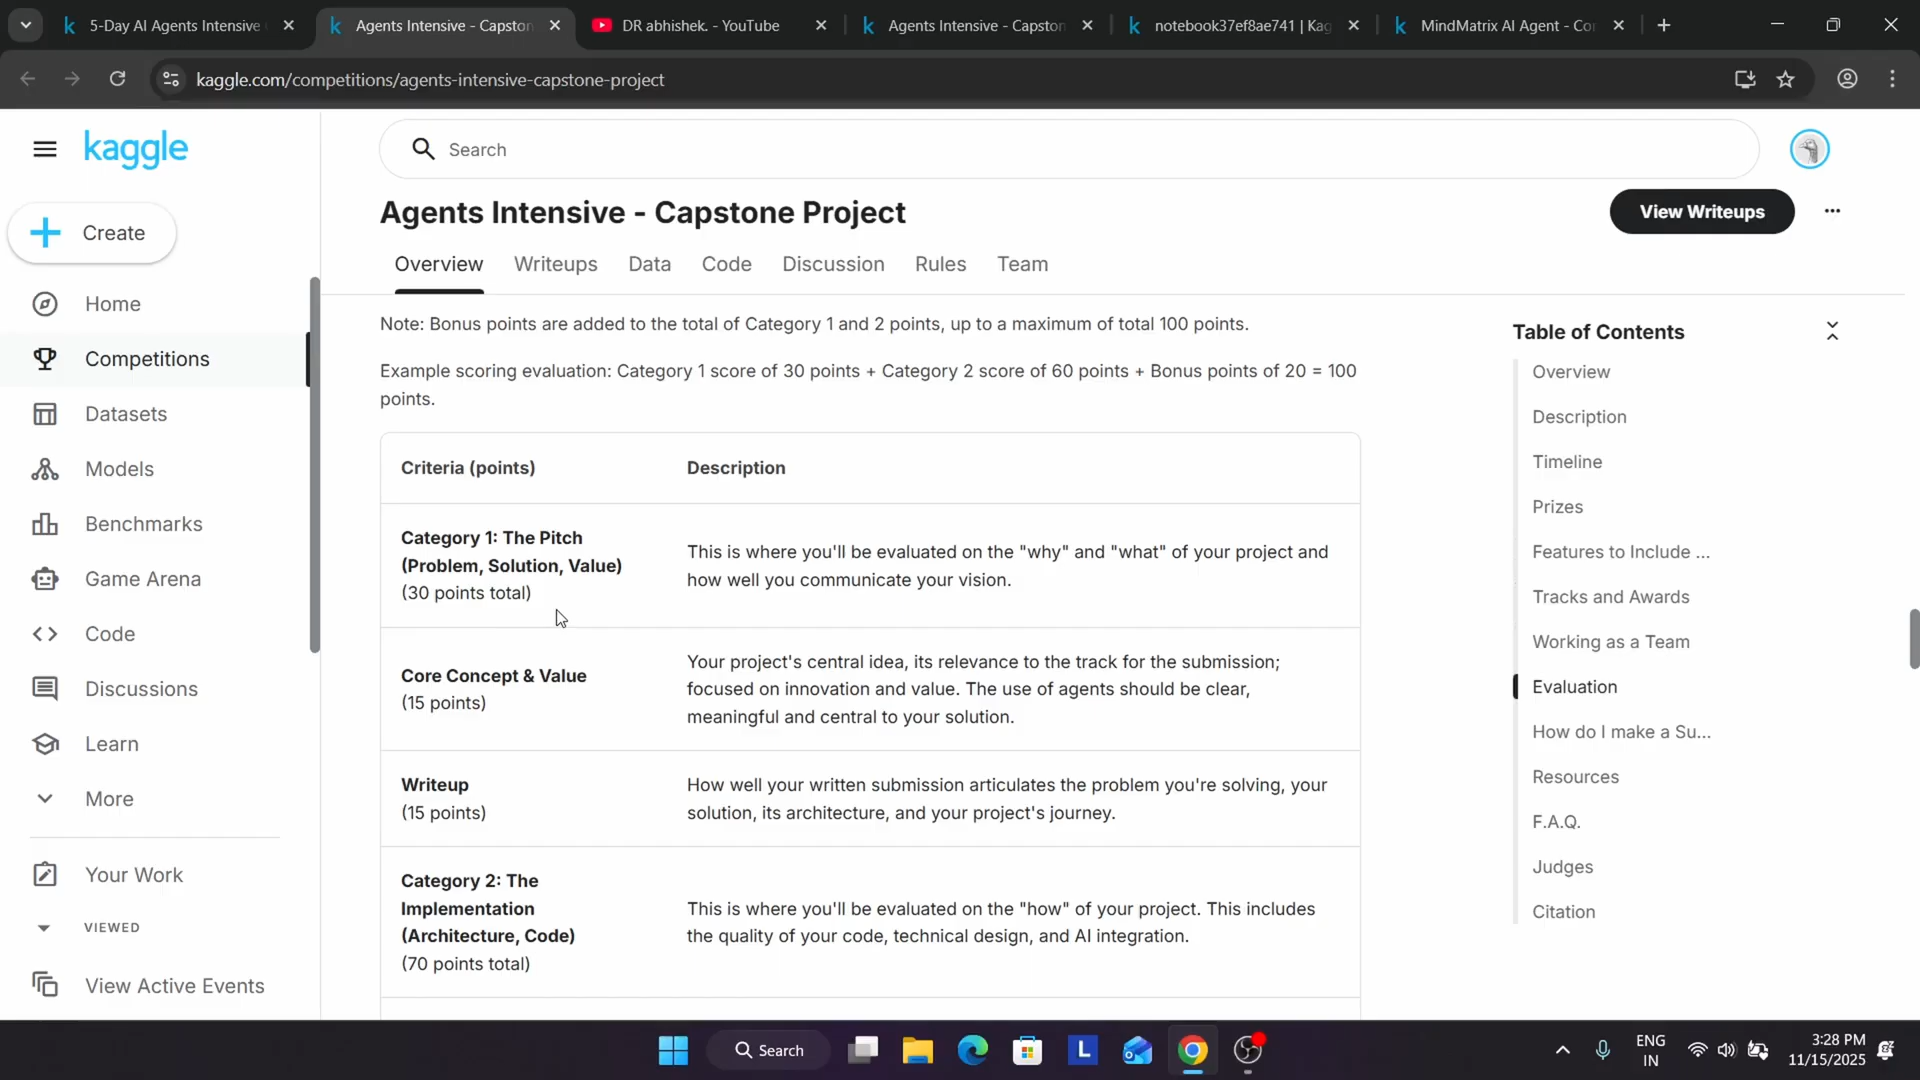 5-Day AI Agents Intensive
Agents Intensive - Capston
DR abhishek. - YouTube
Agents Intensive - Capston
notebook37ef8ae741 | Kag
MindMatrix AI Agent - Co
kaggle.com/competitions/agents-intensive-capstone-project
kaggle
Search
Create
Home
Competitions
Datasets
Models
Benchmarks
Game Arena
Code
Discussions
Learn
More
Your Work
VIEWED
View Active Events
Agents Intensive - Capstone Project
View Writeups
Overview
Writeups
Data
Code
Discussion
Rules
Team
Note: Bonus points are added to the total of Category 1 and 2 points, up to a maximum of total 100 points.
Example scoring evaluation: Category 1 score of 30 points + Category 2 score of 60 points + Bonus points of 20 = 100
points.
Criteria (points)
Description
Category 1: The Pitch
(Problem, Solution, Value)
(30 points total)
This is where you'll be evaluated on the "why" and "what" of your project and
how well you communicate your vision.
Core Concept & Value
(15 points)
Your project's central idea, its relevance to the track for the submission;
focused on innovation and value. The use of agents should be clear,
meaningful and central to your solution.
Writeup
(15 points)
How well your written submission articulates the problem you're solving, your
solution, its architecture, and your project's journey.
Category 2: The
Implementation
(Architecture, Code)
(70 points total)
This is where you'll be evaluated on the "how" of your project. This includes
the quality of your code, technical design, and AI integration.
Table of Contents
Overview
Description
Timeline
Prizes
Features to Include ...
Tracks and Awards
Working as a Team
Evaluation
How do I make a Su...
Resources
F.A.Q.
Judges
Citation
Search
L
ENG
IN
3:28 PM
11/15/2025